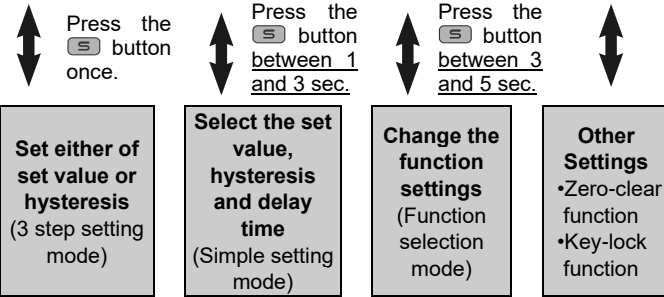 Press the
S button
once.
Press the
S button
between 1
and 3 sec.
Press the
S button
between 3
and 5 sec.
Set either of
set value or
hysteresis
(3 step setting
mode)
Select the set
value,
hysteresis
and delay
time
(Simple setting
mode)
Change the
function
settings
(Function
selection
mode)
Other
Settings
•Zero-clear
function
•Key-lock
function